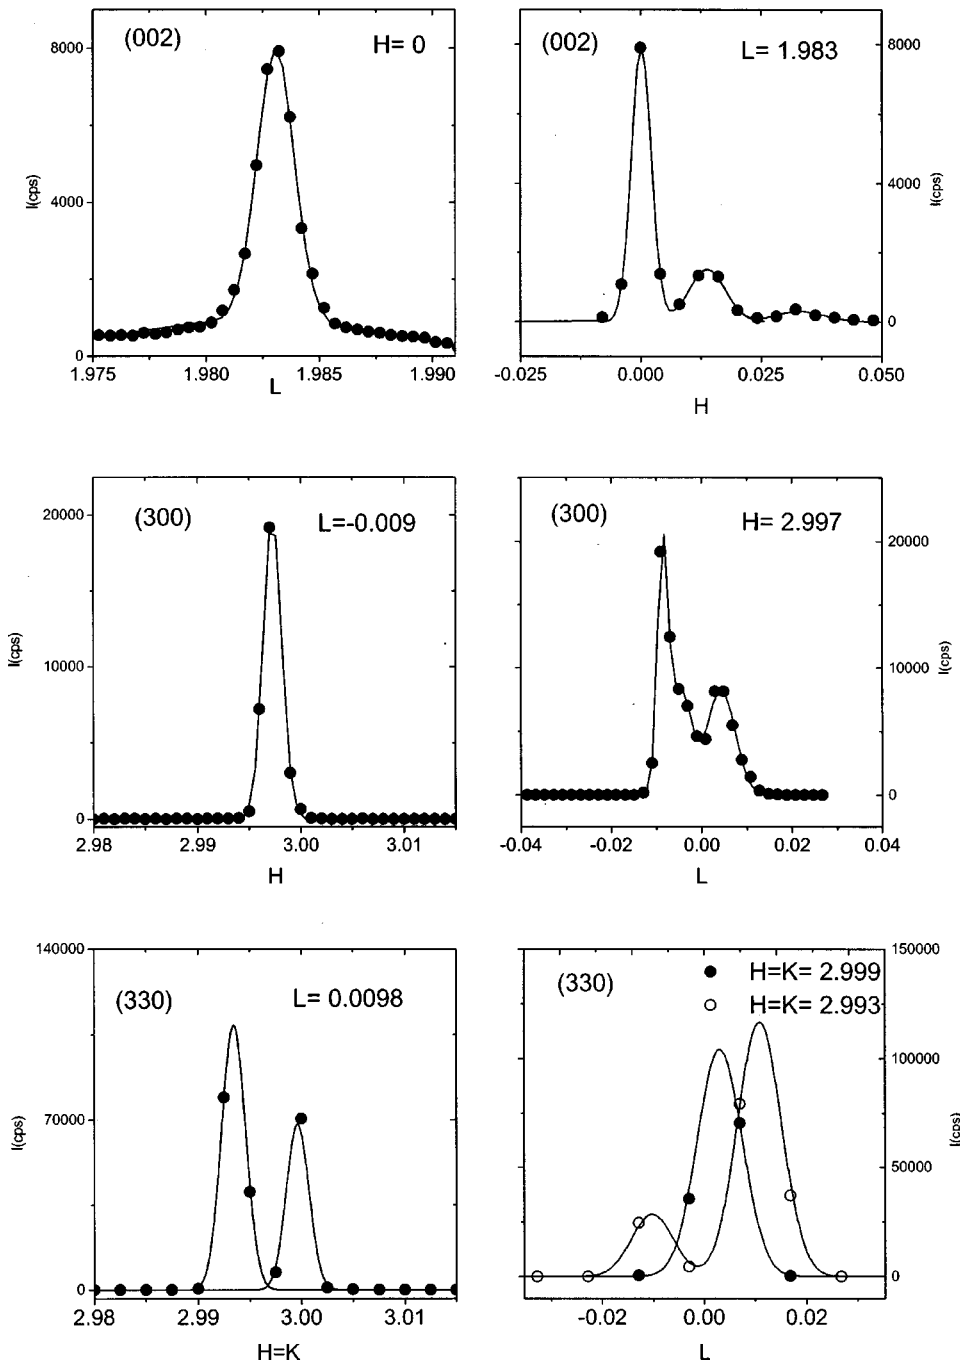 (002)
H= 0
8000
4000
0
I(cps)
1.975
1.980
1.985
1.990
L
H
(002)
L= 1.983
8000
4000
0
I(cps)
-0.025
0.000
0.025
0.050
H
(300)
L=-0.009
20000
10000
0
I(cps)
2.98
2.99
3.00
3.01
H
(300)
H= 2.997
20000
10000
0
I(cps)
-0.04
-0.02
0.00
0.02
0.04
L
140000
(330)
L= 0.0098
70000
0
I(cps)
2.98
2.99
3.00
3.01
H=K
150000
(330)
H=K= 2.999
H=K= 2.993
100000
50000
0
I(cps)
-0.02
0.00
0.02
L